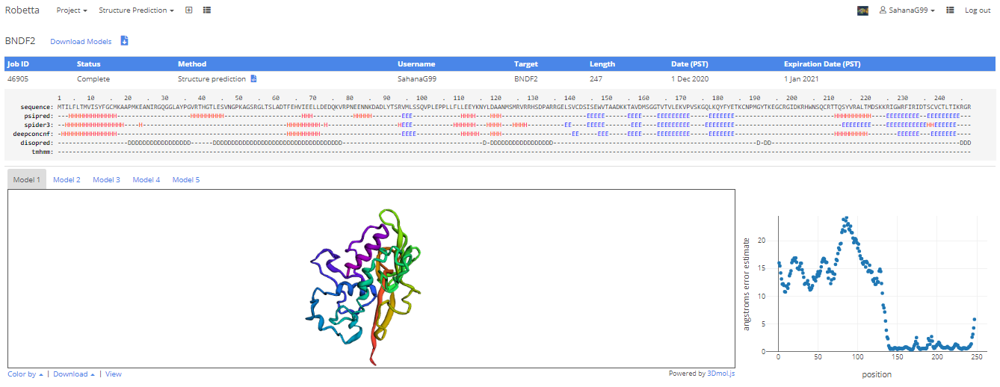 Robetta Project Structure Prediction SahanaG99 Log out
BNDF2 Download Models
Job ID Status Method Username Target Length Date (PST) Expiration Date (PST)
46905 Complete Structure prediction SahanaG99 BNDF2 247 1 Dec 2020 1 Jan 2021
1 . 10 . 20 . 30 . 40 . 50 . 60 . 70 . 80 . 90 . 100 . 110 . 120 . 130 . 140 . 150 . 160 . 170 . 180 . 190 . 200 . 210 . 220 . 230 . 240 .
sequence: MTILFLTMVISYFGCMKAAPMKEANIRGQGGLAYPGVRTHGTLESVNGPKAGSRGLTSLADTFEHVIEELLDEDQKVRPNEENNKDADLYTSRVMLSSQVPLEPPLLFLLEEYKNYLDAANMSMRVRRHSDPARRGELSVCDSISEWVTAADKKTAVDMSGGTVTVLEKVPVSKGQLKQYFYETKCNPMGYTKEGCRGIDKRHWNSQCRTTQSYVRALTMDSKKRIGWRFIRIDTSCVCTLTIKRGR
psipred:
spider3:
deepconcnf:
disopred:
tmhmm:
Model 1 Model 2 Model 3 Model 4 Model 5
angstroms error estimate
20
15
10
5
0
0 50 100 150 200 250
position
Color by | Download | View Powered by 3Dmol.js